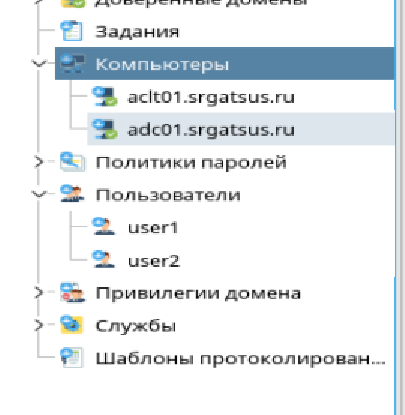 Доверенные домены
Задания
Компьютеры
aclt01.srgatsus.ru
adc01.srgatsus.ru
Политики паролей
Пользователи
user1
user2
Привилегии домена
Службы
Шаблоны протоколирован...